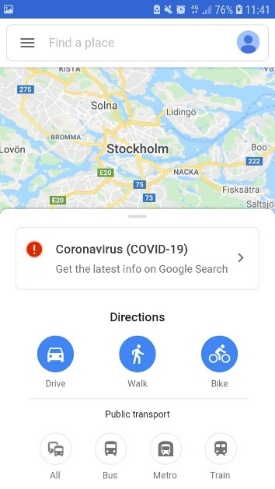 76% 11:41
Find a place
KISTA
275
Solna
Lidingö
BROMMA
Lovön
Stockholm
Boo
E20
NACKA
75
Fisksätra
E20
73
Saltsjö
Coronavirus (COVID-19)
Get the latest info on Google Search
Directions
Drive Walk Bike
Public transport
All Bus Metro Train